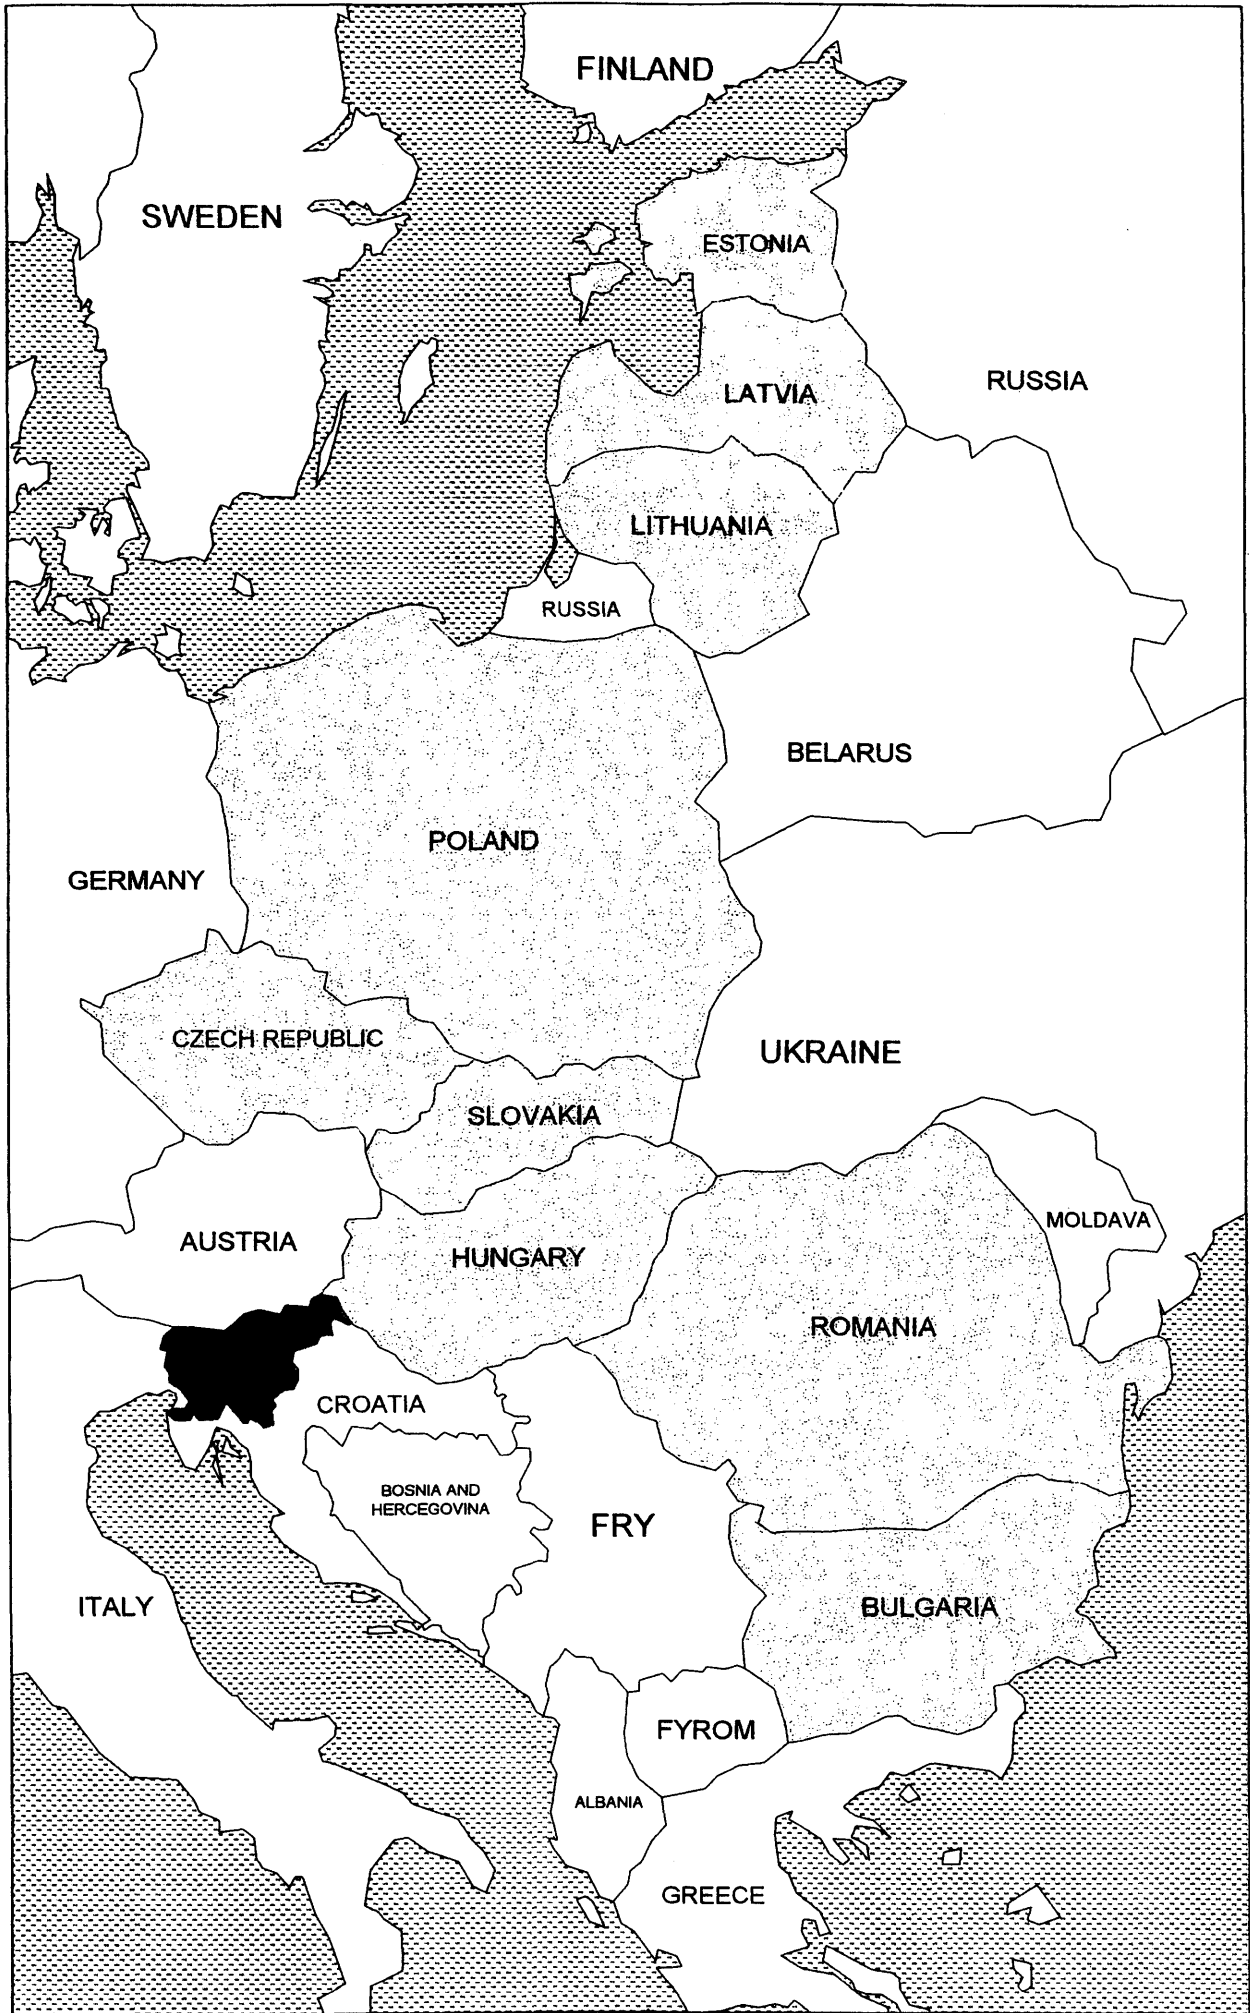 FINLAND
SWEDEN
ESTONIA
RUSSIA
LATVIA
LITHUANIA
RUSSIA
BELARUS
POLAND
GERMANY
CZECH REPUBLIC
UKRAINE
SLOVAKIA
MOLDAVA
AUSTRIA
HUNGARY
ROMANIA
CROATIA
BOSNIA AND
HERCEGOVINA
FRY
ITALY
BULGARIA
FYROM
ALBANIA
GREECE